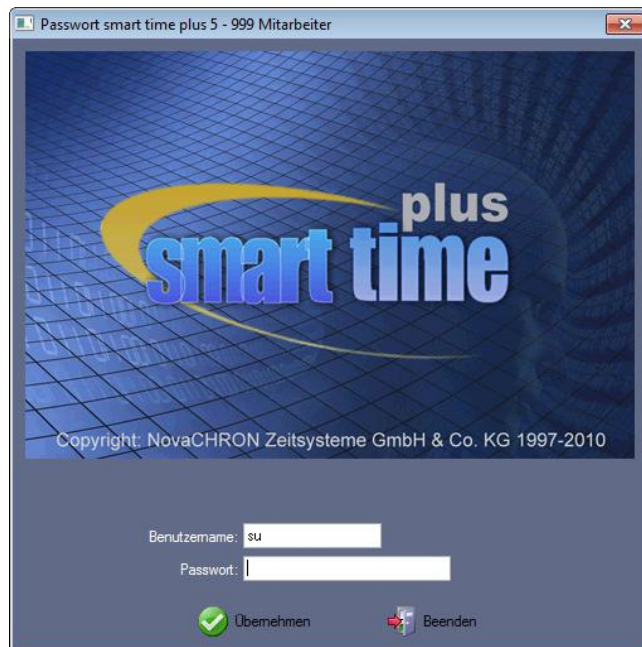 Passwort smart time plus 5 - 999 Mitarbeiter
plus
smart time
Copyright: NovaCHRON Zeitsysteme GmbH & Co. KG 1997-2010
Benutzername: su
Passwort:
Übernehmen Beenden